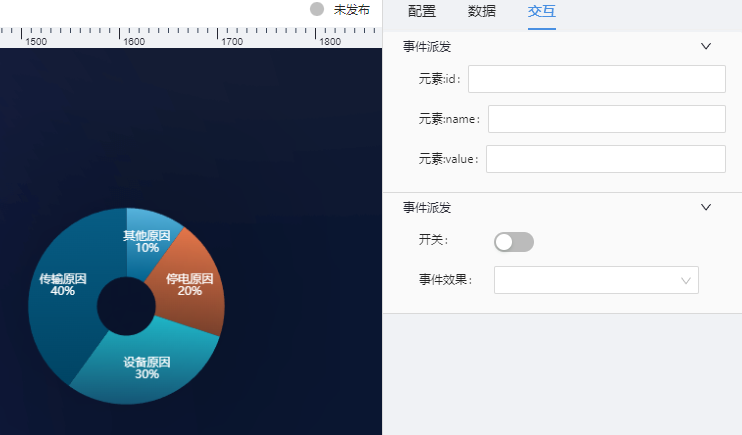 未发布
1500
1600
1700
1800
其他原因
10%
停电原因
20%
传输原因
40%
设备原因
30%
配置 数据 交互
事件派发
元素:id:
元素:name:
元素:value:
事件派发
开关:
事件效果: